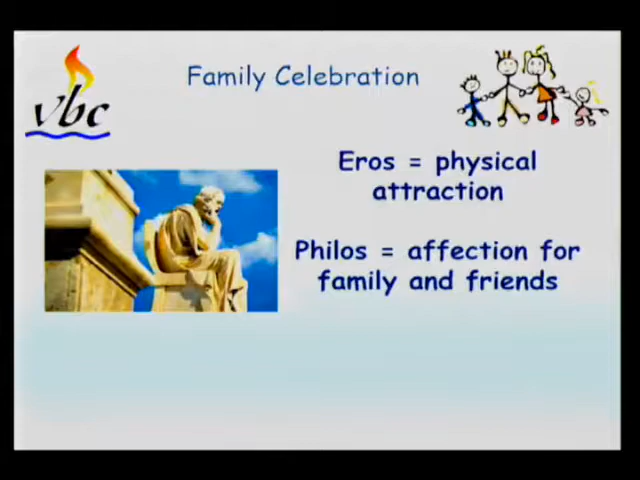 vbc
Family Celebration
Eros = physical
attraction
Philos = affection for
family and friends